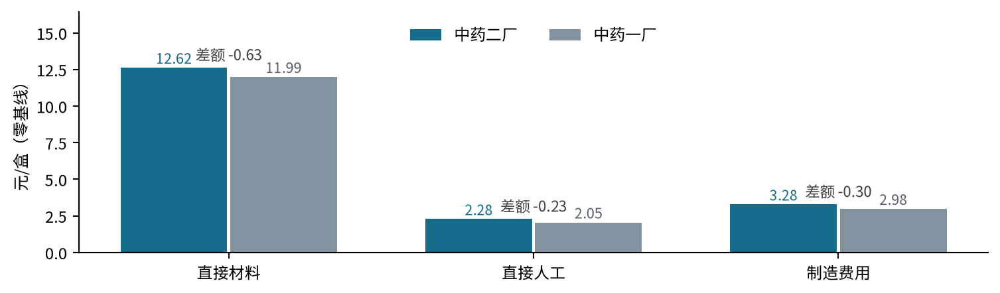 中药二厂 中药一厂
元/盒（零基线）
15.0
12.5
10.0
7.5
5.0
2.5
0.0
12.62 差额 -0.63 11.99
2.28 差额 -0.23 2.05
3.28 差额 -0.30 2.98
直接材料 直接人工 制造费用